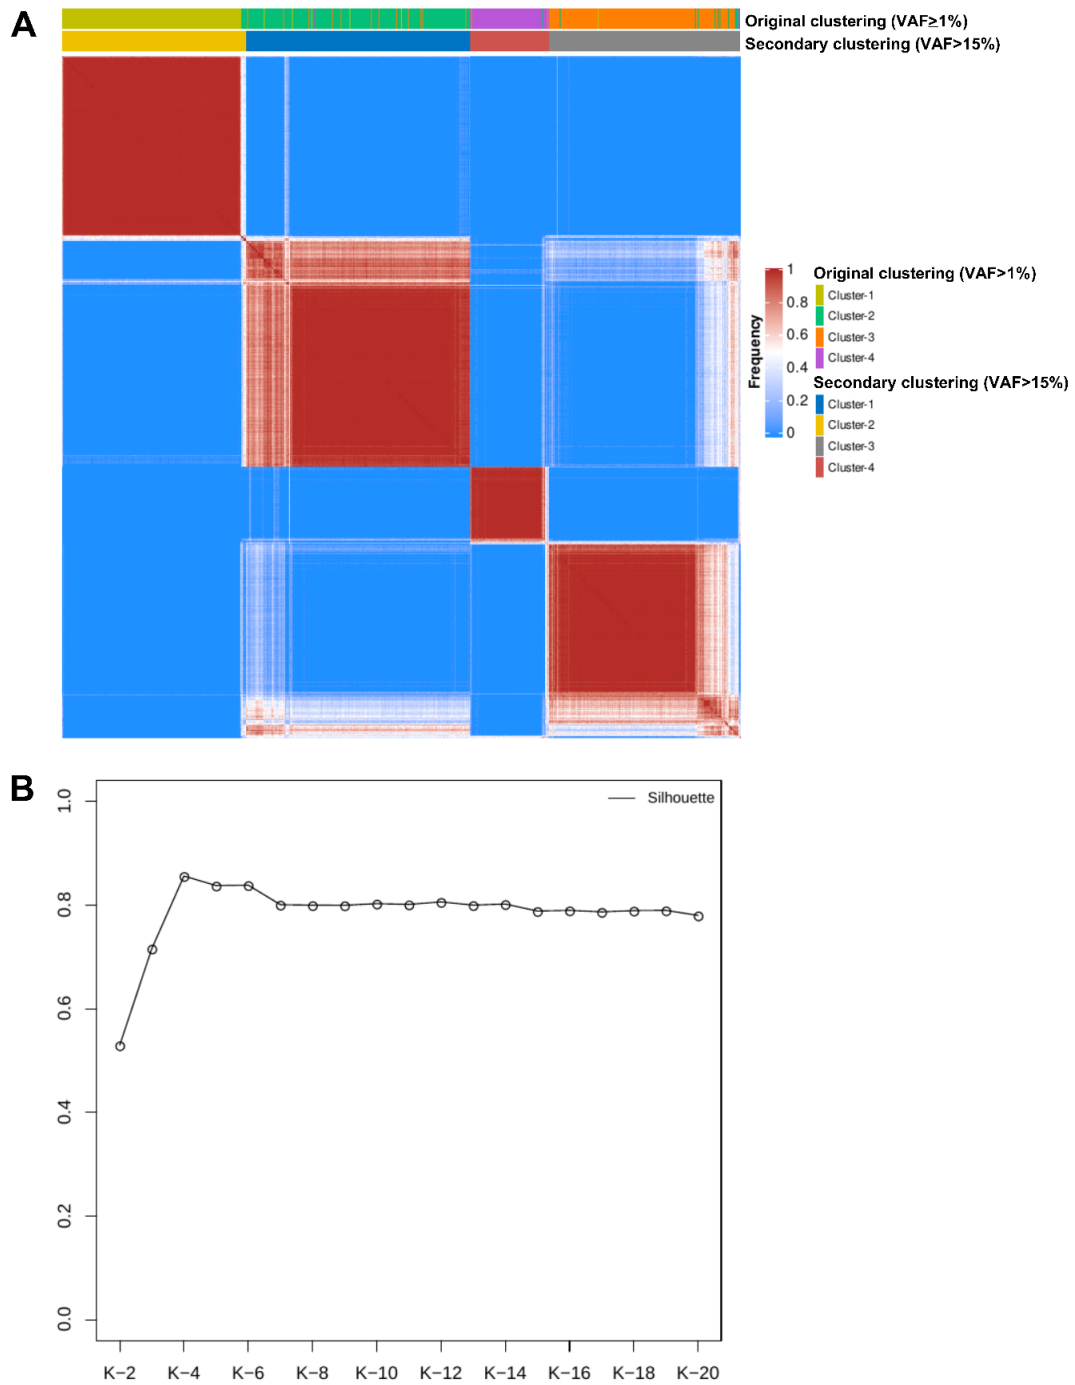 A
Original clustering (VAF≥1%)
Secondary clustering (VAF>15%)
Frequency
1
0.8
0.6
0.4
0.2
0
Original clustering (VAF>1%)
Cluster-1
Cluster-2
Cluster-3
Cluster-4
Secondary clustering (VAF>15%)
Cluster-1
Cluster-2
Cluster-3
Cluster-4
B
Silhouette
1.0
0.8
0.6
0.4
0.2
0.0
K−2 K−4 K−6 K−8 K−10 K−12 K−14 K−16 K−18 K−20